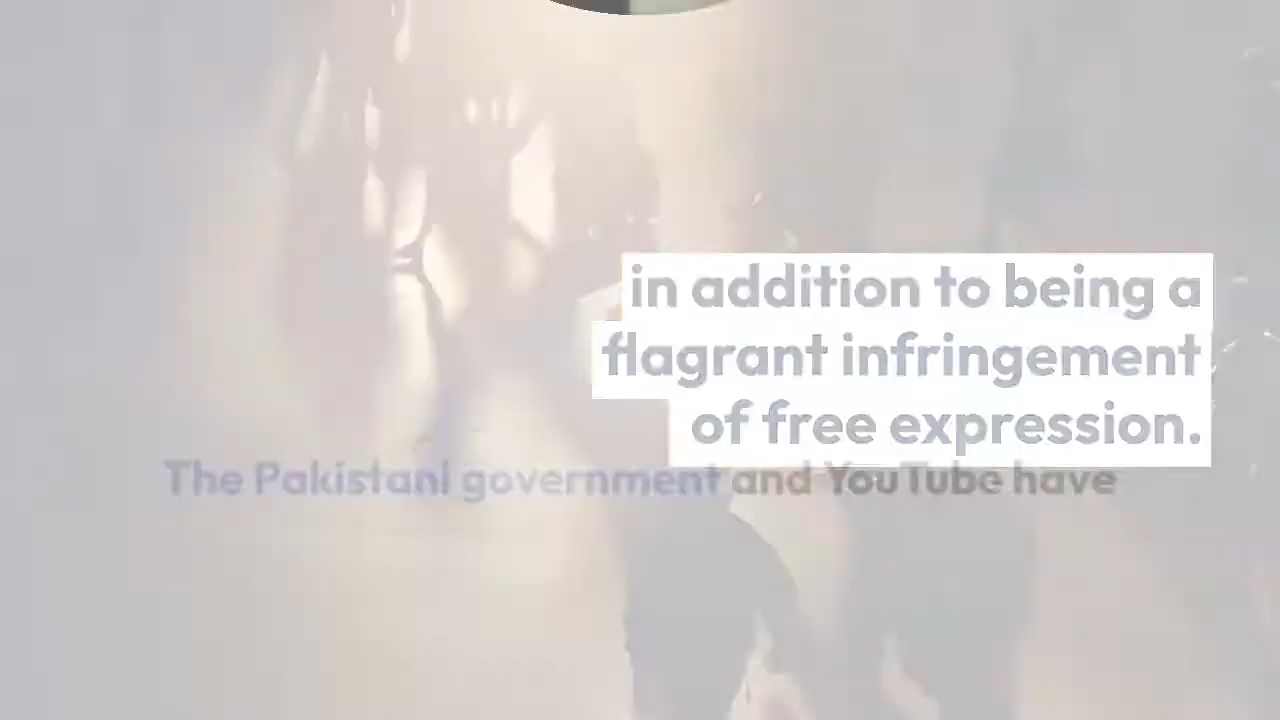 in addition to being a
flagrant infringement
of free expression.
The Pakistani government and YouTube have